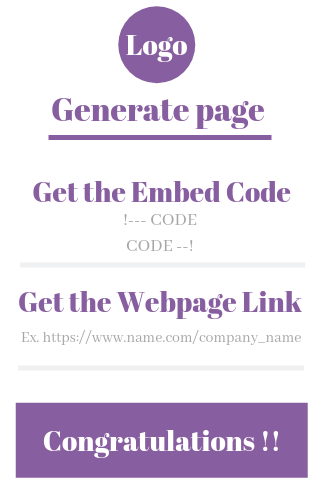 Logo
Generate page
Get the Embed Code
!--- CODE
CODE --!
Get the Webpage Link
Ex. https://www.name.com/company_name
Congratulations !!